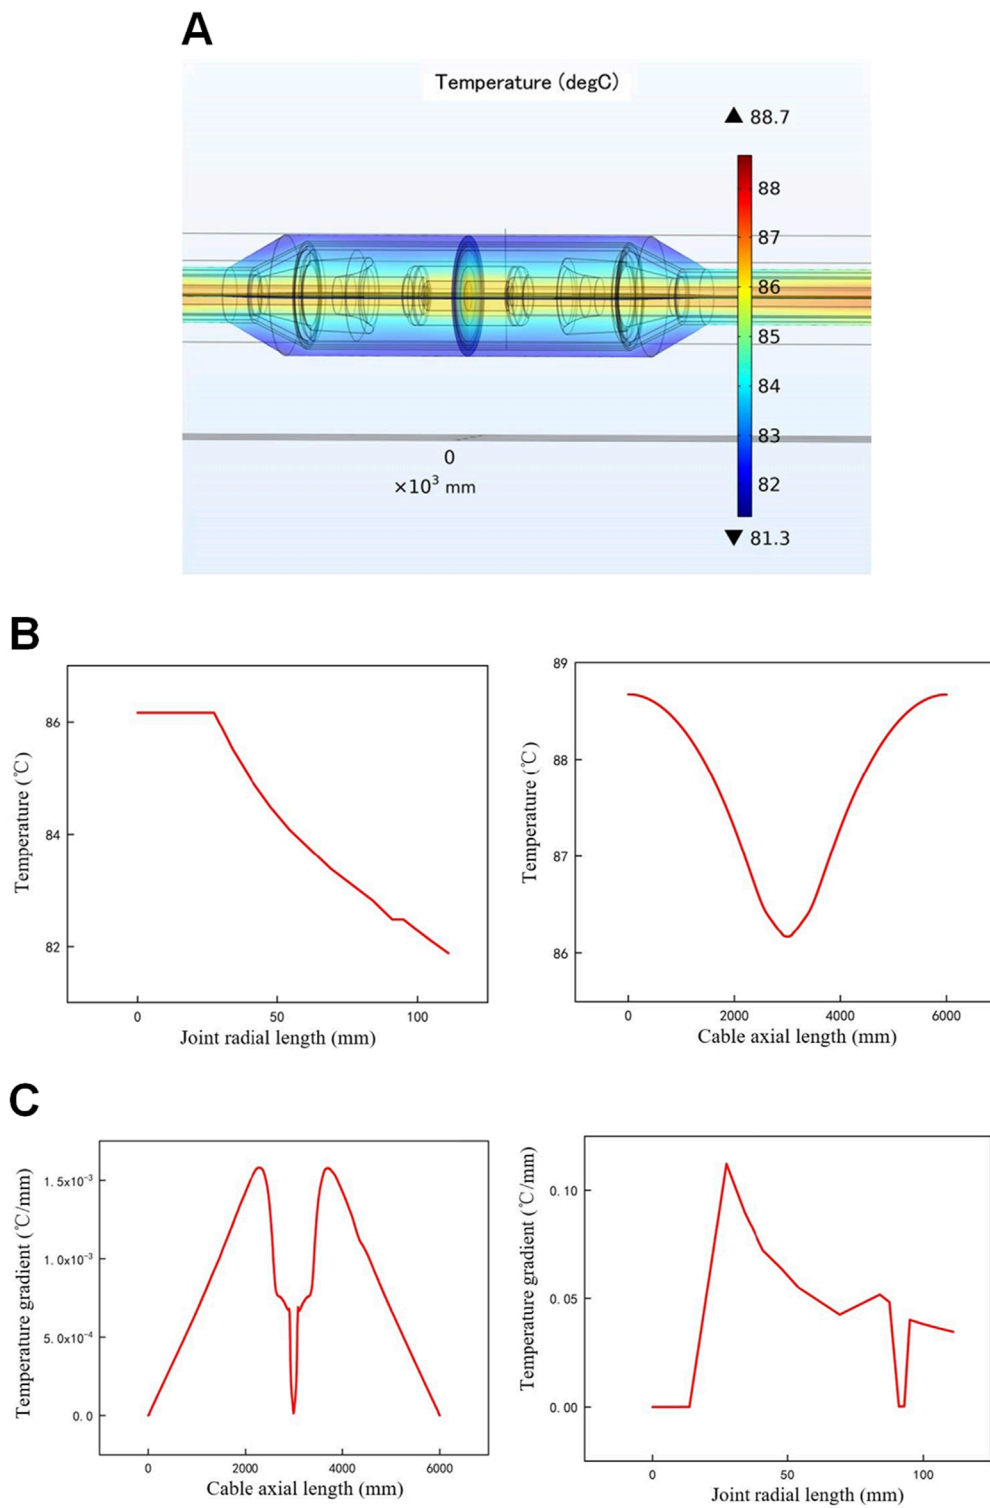 A
Temperature (degC)
▲ 88.7
88
87
86
85
84
83
82
▼ 81.3
0
×10³ mm
B
Temperature (℃)
86
84
82
0 50 100
Joint radial length (mm)
Temperature (℃)
89
88
87
86
0 2000 4000 6000
Cable axial length (mm)
C
Temperature gradient (℃/mm)
1.5x10⁻³
1.0x10⁻³
5.0x10⁻⁴
0.0
0 2000 4000 6000
Cable axial length (mm)
Temperature gradient (℃/mm)
0.10
0.05
0.00
0 50 100
Joint radial length (mm)